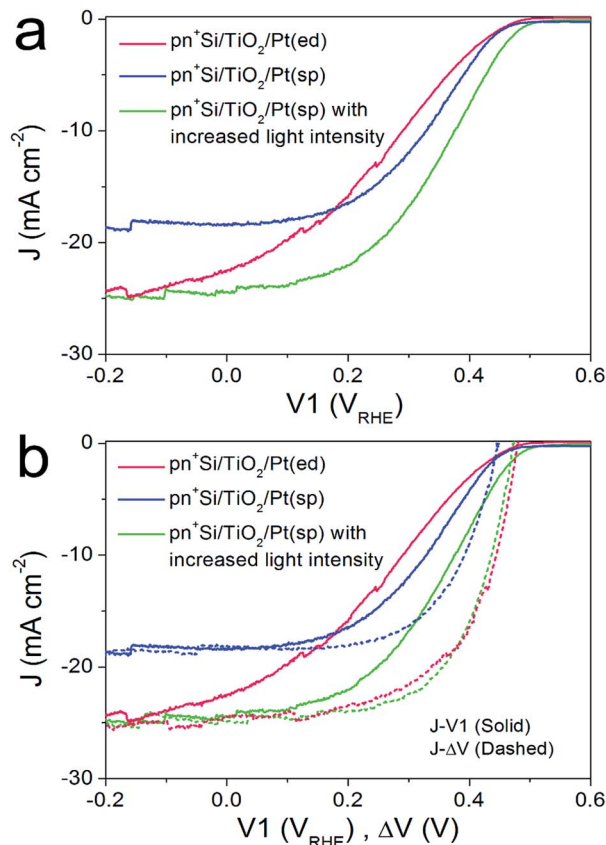 a
0
pn⁺Si/TiO₂/Pt(ed)
pn⁺Si/TiO₂/Pt(sp)
pn⁺Si/TiO₂/Pt(sp) with
increased light intensity
-10
J (mA cm⁻²)
-20
-30
-0.2 0.0 0.2 0.4 0.6
V1 (V_RHE)
b
0
pn⁺Si/TiO₂/Pt(ed)
pn⁺Si/TiO₂/Pt(sp)
pn⁺Si/TiO₂/Pt(sp) with
increased light intensity
-10
J (mA cm⁻²)
-20
J-V1 (Solid)
J-ΔV (Dashed)
-30
-0.2 0.0 0.2 0.4 0.6
V1 (V_RHE) , ΔV (V)